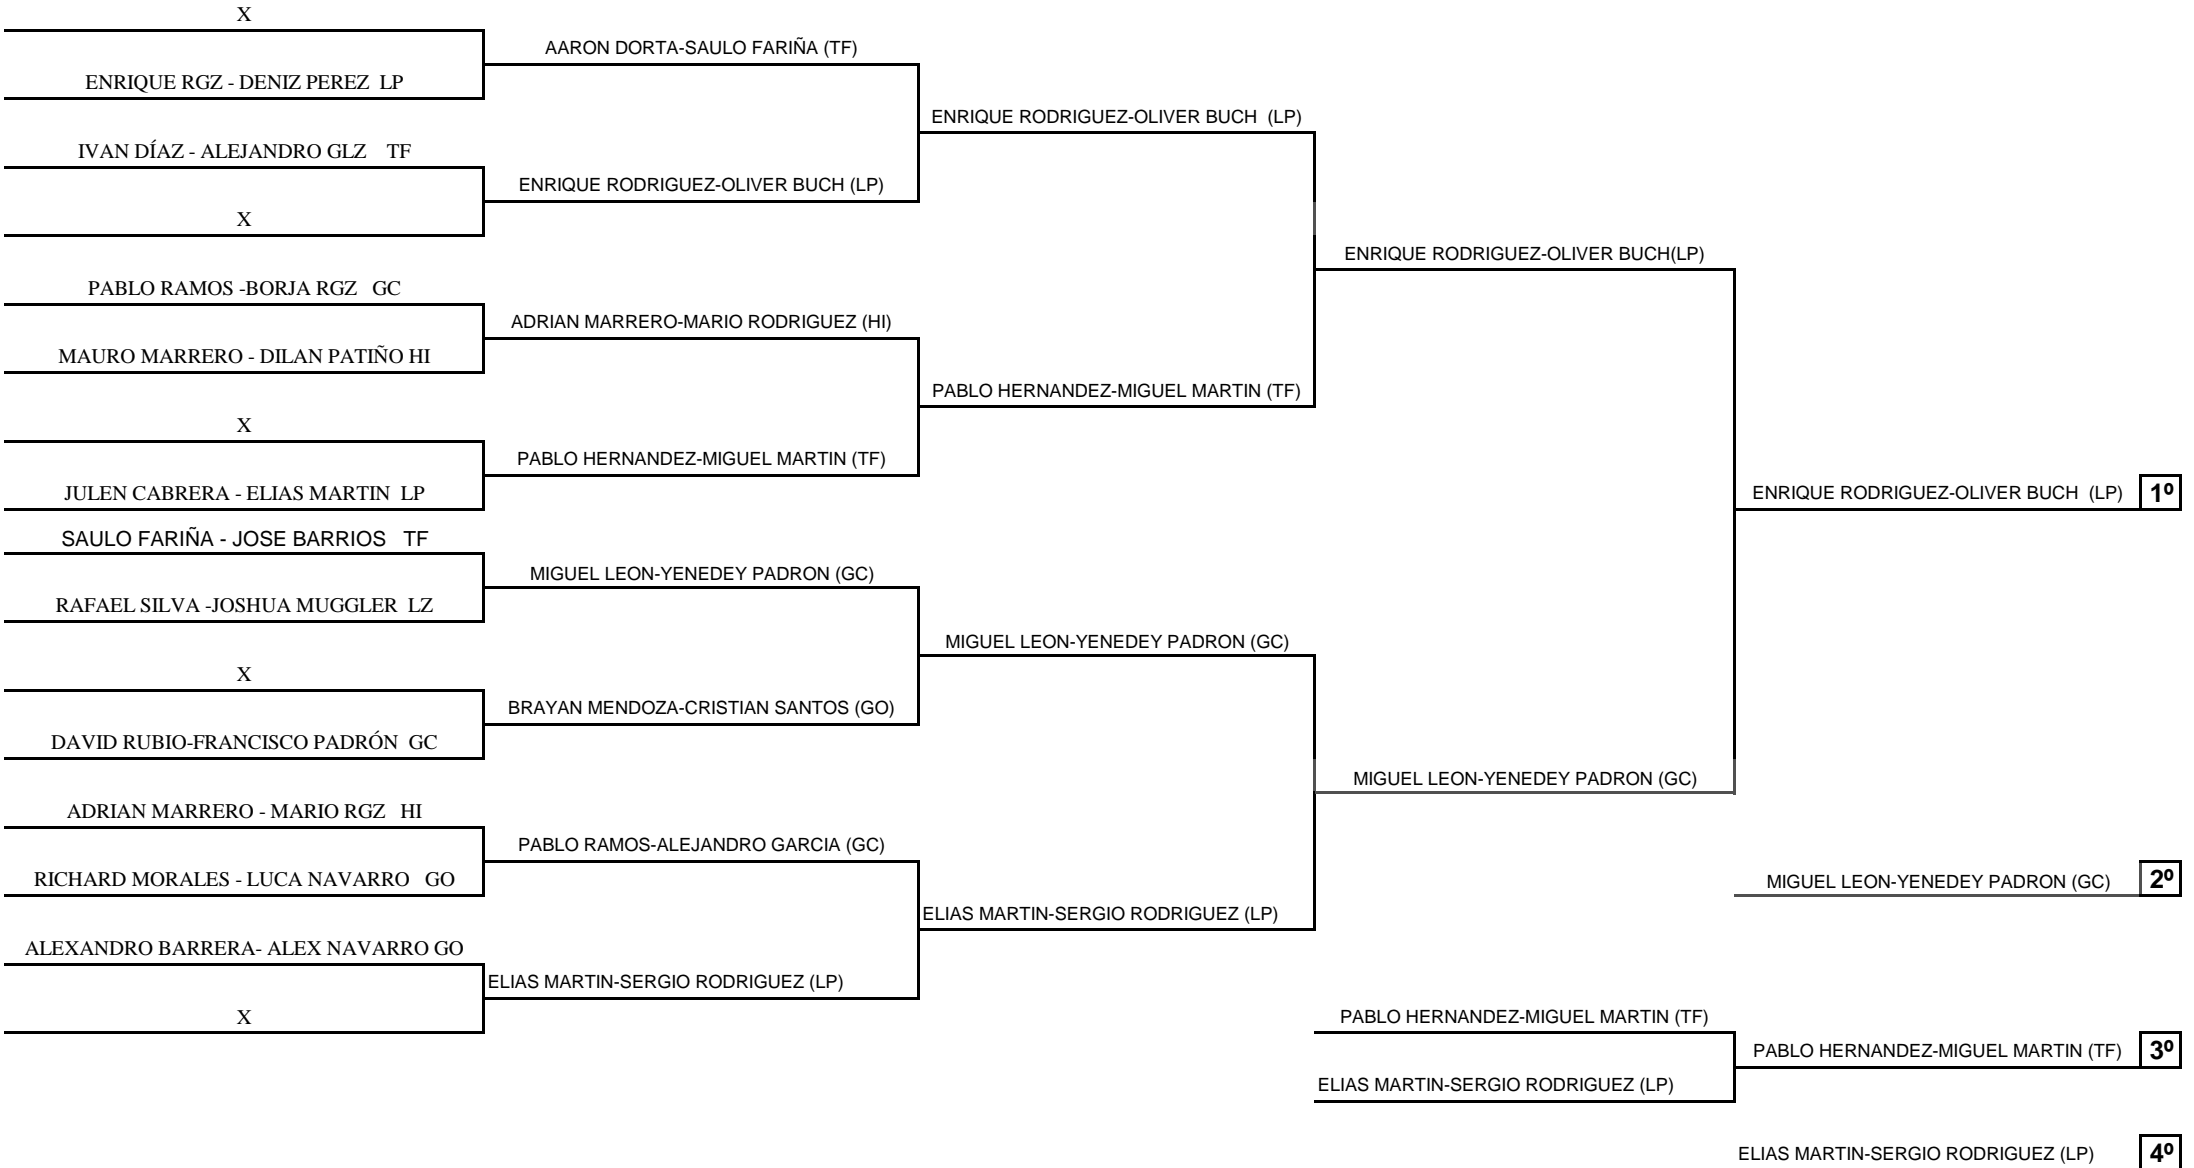 X
ENRIQUE RGZ - DENIZ PEREZ LP
IVAN DÍAZ - ALEJANDRO GLZ TF
X
PABLO RAMOS -BORJA RGZ GC
MAURO MARRERO - DILAN PATIÑO HI
X
JULEN CABRERA - ELIAS MARTIN LP
SAULO FARIÑA - JOSE BARRIOS TF
RAFAEL SILVA -JOSHUA MUGGLER LZ
X
DAVID RUBIO-FRANCISCO PADRÓN GC
ADRIAN MARRERO - MARIO RGZ HI
RICHARD MORALES - LUCA NAVARRO GO
ALEXANDRO BARRERA- ALEX NAVARRO GO
X
AARON DORTA-SAULO FARIÑA (TF)
ENRIQUE RODRIGUEZ-OLIVER BUCH (LP)
ADRIAN MARRERO-MARIO RODRIGUEZ (HI)
PABLO HERNANDEZ-MIGUEL MARTIN (TF)
MIGUEL LEON-YENEDEY PADRON (GC)
BRAYAN MENDOZA-CRISTIAN SANTOS (GO)
PABLO RAMOS-ALEJANDRO GARCIA (GC)
ELIAS MARTIN-SERGIO RODRIGUEZ (LP)
ENRIQUE RODRIGUEZ-OLIVER BUCH (LP)
PABLO HERNANDEZ-MIGUEL MARTIN (TF)
MIGUEL LEON-YENEDEY PADRON (GC)
ELIAS MARTIN-SERGIO RODRIGUEZ (LP)
ENRIQUE RODRIGUEZ-OLIVER BUCH(LP)
MIGUEL LEON-YENEDEY PADRON (GC)
PABLO HERNANDEZ-MIGUEL MARTIN (TF)
ELIAS MARTIN-SERGIO RODRIGUEZ (LP)
ENRIQUE RODRIGUEZ-OLIVER BUCH (LP) 1º
MIGUEL LEON-YENEDEY PADRON (GC) 2º
PABLO HERNANDEZ-MIGUEL MARTIN (TF) 3º
ELIAS MARTIN-SERGIO RODRIGUEZ (LP) 4º